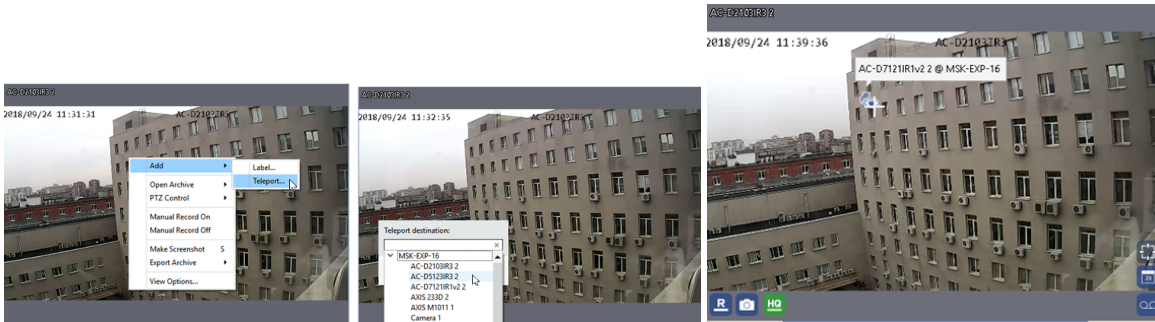 AC-D2103IR3 2
2018/09/24 11:31:31
AC-D2103IR3
Add
Label...
Teleport...
Open Archive
PTZ Control
Manual Record On
Manual Record Off
Make Screenshot S
Export Archive
View Options...
AC-D2103IR3 2
2018/09/24 11:32:35
AC-D2103IR3
Teleport destination:
MSK-EXP-16
AC-D2103IR3 2
AC-D5123IR3 2
AC-D7121IR1v2 2
AXIS 233D 2
AXIS M1011 1
Camera 1
AC-D2103IR3 2
2018/09/24 11:39:36
AC-D2103IR3
AC-D7121IR1v2 2 @ MSK-EXP-16
R
HQ